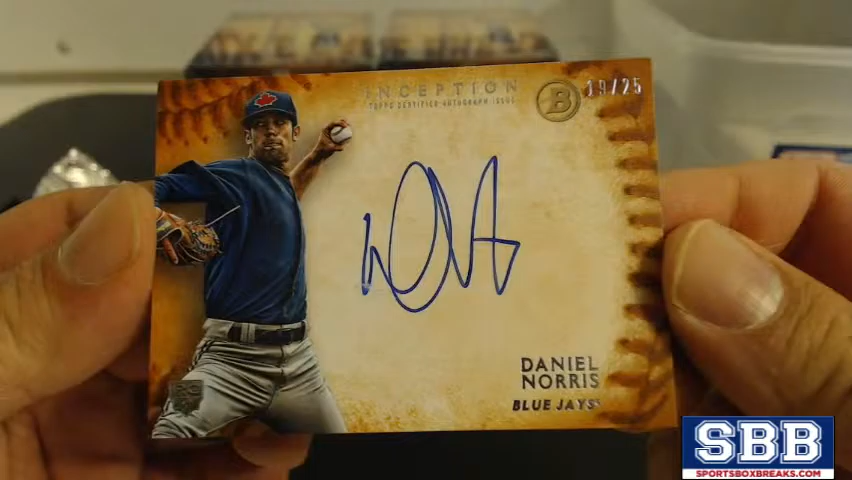 INCEPTION
TOPPS CERTIFIED AUTOGRAPH ISSUE
B
19/25
DANIEL
NORRIS
BLUE JAYS
SBB
SPORTSBOXBREAKS.COM